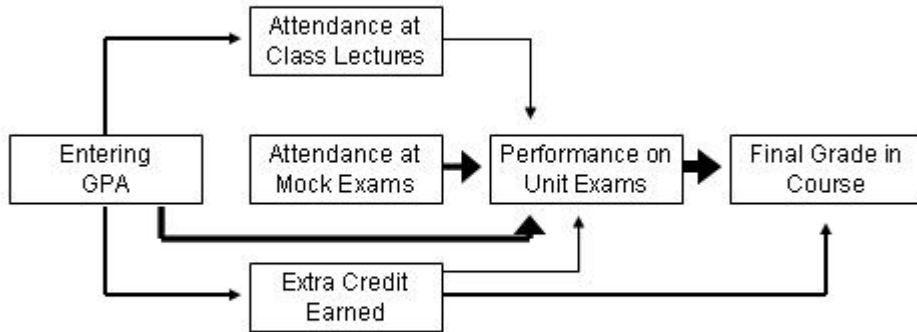 Attendance at
Class Lectures
Entering
GPA
Attendance at
Mock Exams
Performance on
Unit Exams
Final Grade in
Course
Extra Credit
Earned